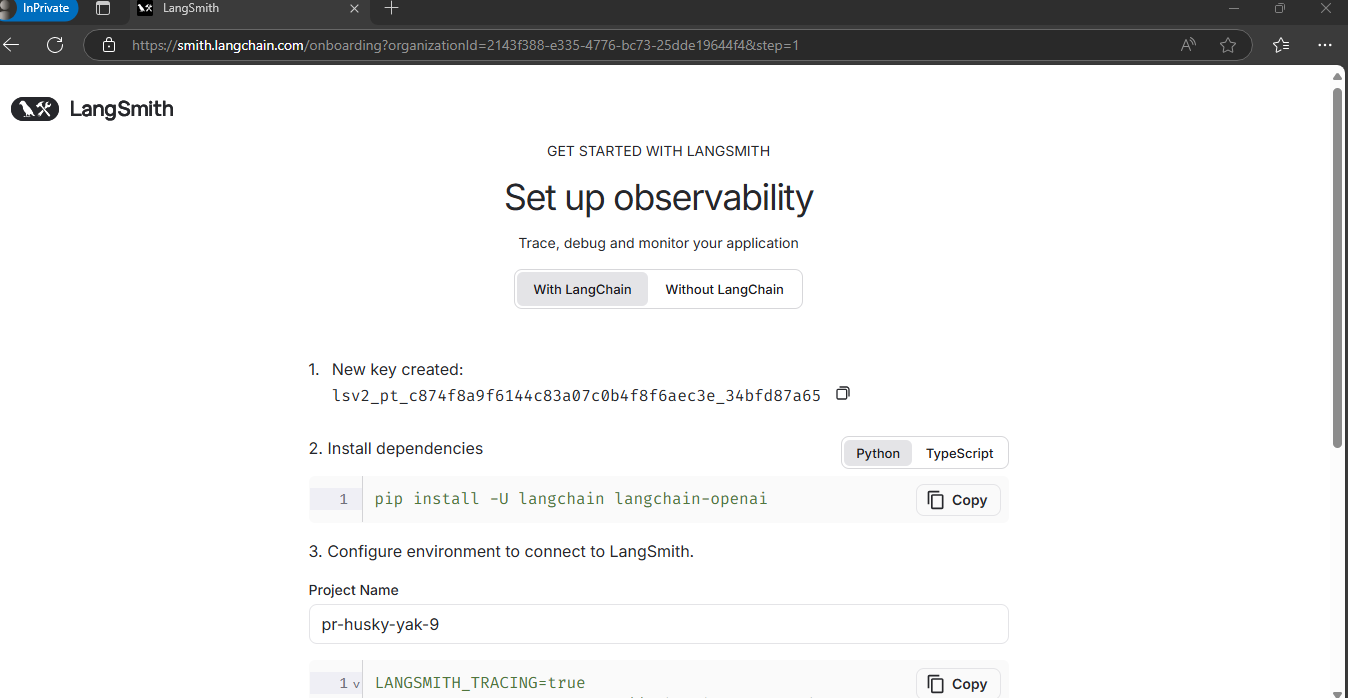 InPrivate
LangSmith
https://smith.langchain.com/onboarding?organizationId=2143f388-e335-4776-bc73-25dde19644f4&step=1
LangSmith
GET STARTED WITH LANGSMITH
Set up observability
Trace, debug and monitor your application
With LangChain Without LangChain
1. New key created:
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
2. Install dependencies
Python TypeScript
1 pip install -U langchain langchain-openai Copy
3. Configure environment to connect to LangSmith.
Project Name
pr-husky-yak-9
1 LANGSMITH_TRACING=true Copy